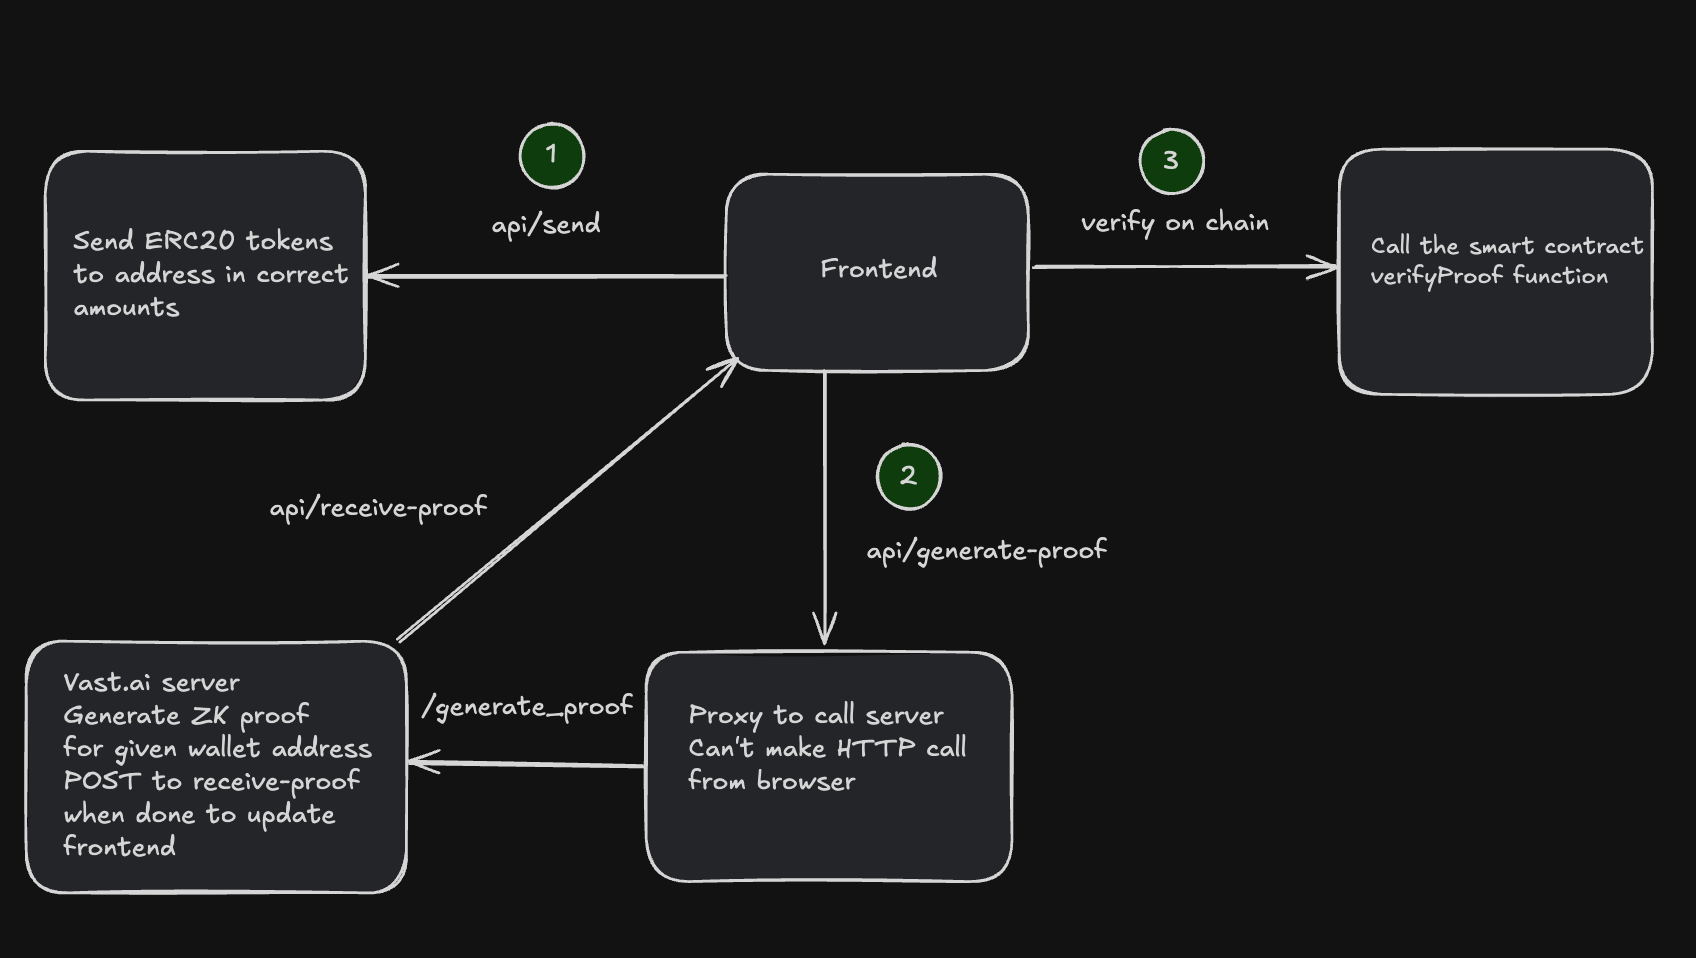 1
api/send
Send ERC20 tokens
to address in correct
amounts
Frontend
3
verify on chain
Call the smart contract
verifyProof function
2
api/generate-proof
api/receive-proof
Vast.ai server
Generate ZK proof
for given wallet address
POST to receive-proof
when done to update
frontend
/generate_proof
Proxy to call server
Can't make HTTP call
from browser